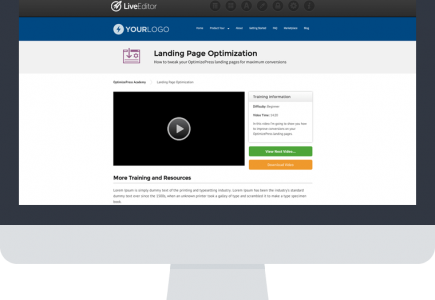 LiveEditor
YOURLOGO
Home Product Tour Store Getting Started FAQ Marketplace Blog
Landing Page Optimization
How to tweak your OptimizePress landing pages for maximum conversions
OptimizePress Academy Landing Page Optimization
Training Information
Difficulty: Beginner
Video Time:
In this video I'm going to show you how
to improve conversions on your
OptimizePress landing pages
View Next Video...
Download Video
More Training and Resources
Lorem Ipsum is simply dummy text of the printing and typesetting industry. Lorem Ipsum has been the industry's standard
dummy text ever since the 1500s, when an unknown printer took a galley of type and scrambled it to make a type specimen
book.